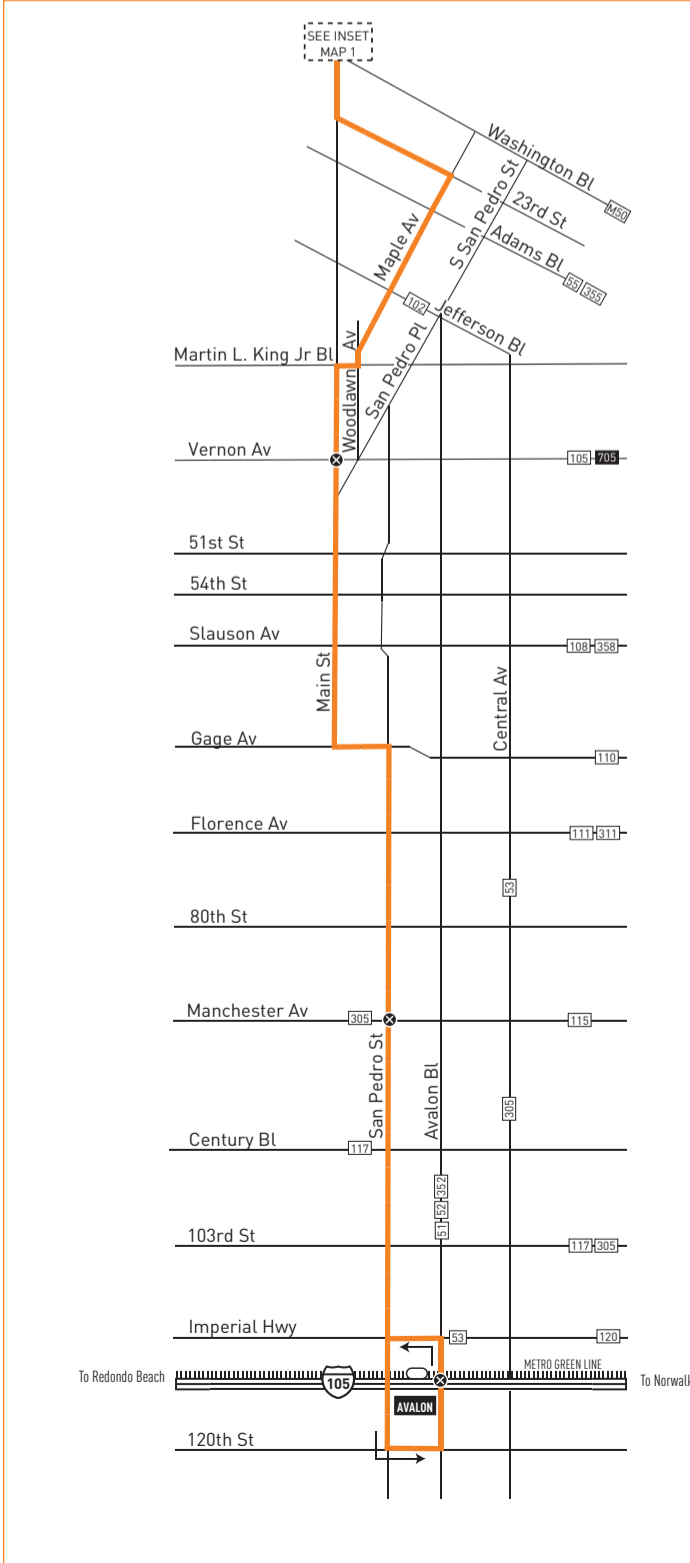 SEE INSET
MAP 1
Washington Bl
M50
S San Pedro St
23rd St
Maple Av
Adams Bl
55 355
102
Jefferson Bl
Martin L. King Jr Bl
Woodlawn Av
San Pedro Pl
Vernon Av
105 705
51st St
54th St
Slauson Av
108 358
Main St
Central Av
Gage Av
110
Florence Av
111 311
53
80th St
Manchester Av
305
115
San Pedro St
Avalon Bl
305
Century Bl
117
51 52 352
103rd St
117 305
Imperial Hwy
53
120
To Redondo Beach
105
METRO GREEN LINE
To Norwalk
AVALON
120th St